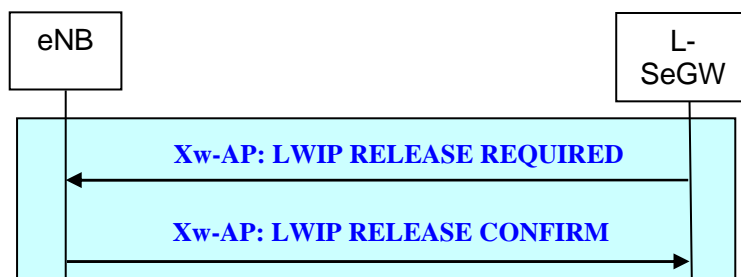 eNB
L-
SeGW
Xw-AP: LWIP RELEASE REQUIRED
Xw-AP: LWIP RELEASE CONFIRM